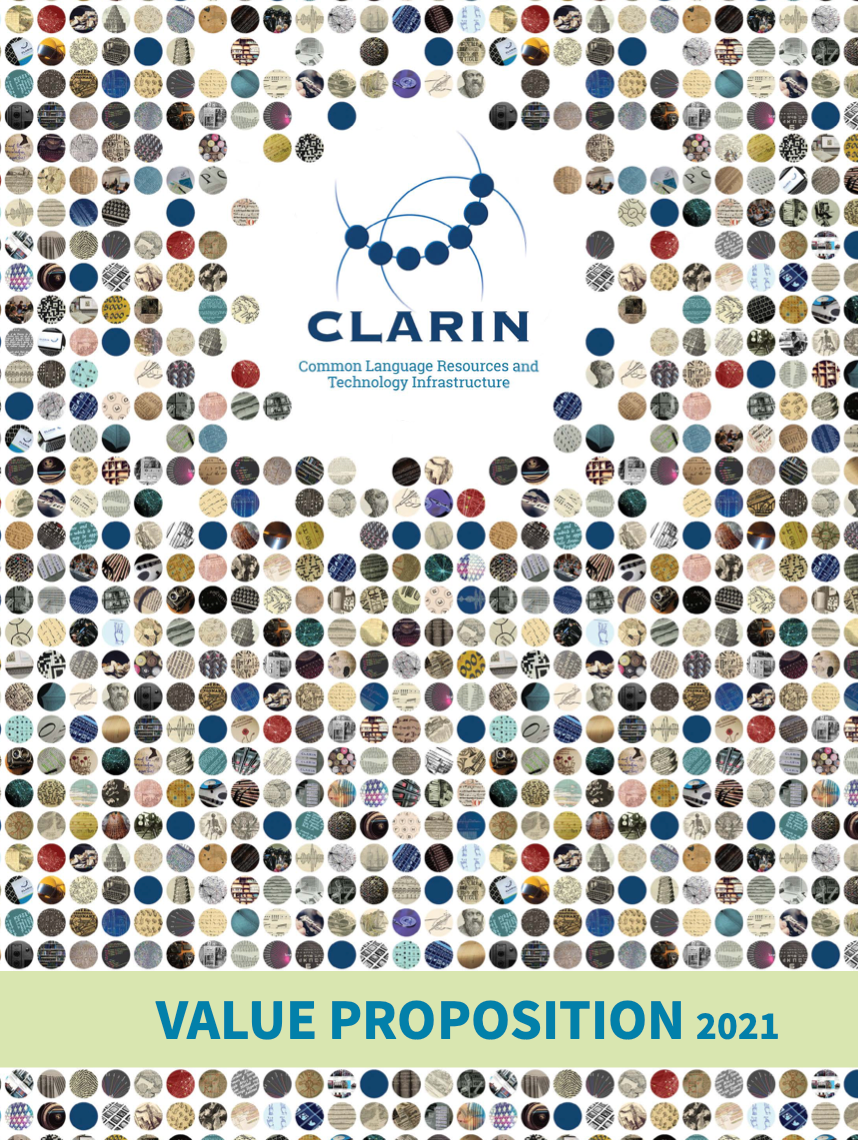 CLARIN
Common Language Resources and
Technology Infrastructure
VALUE PROPOSITION 2021